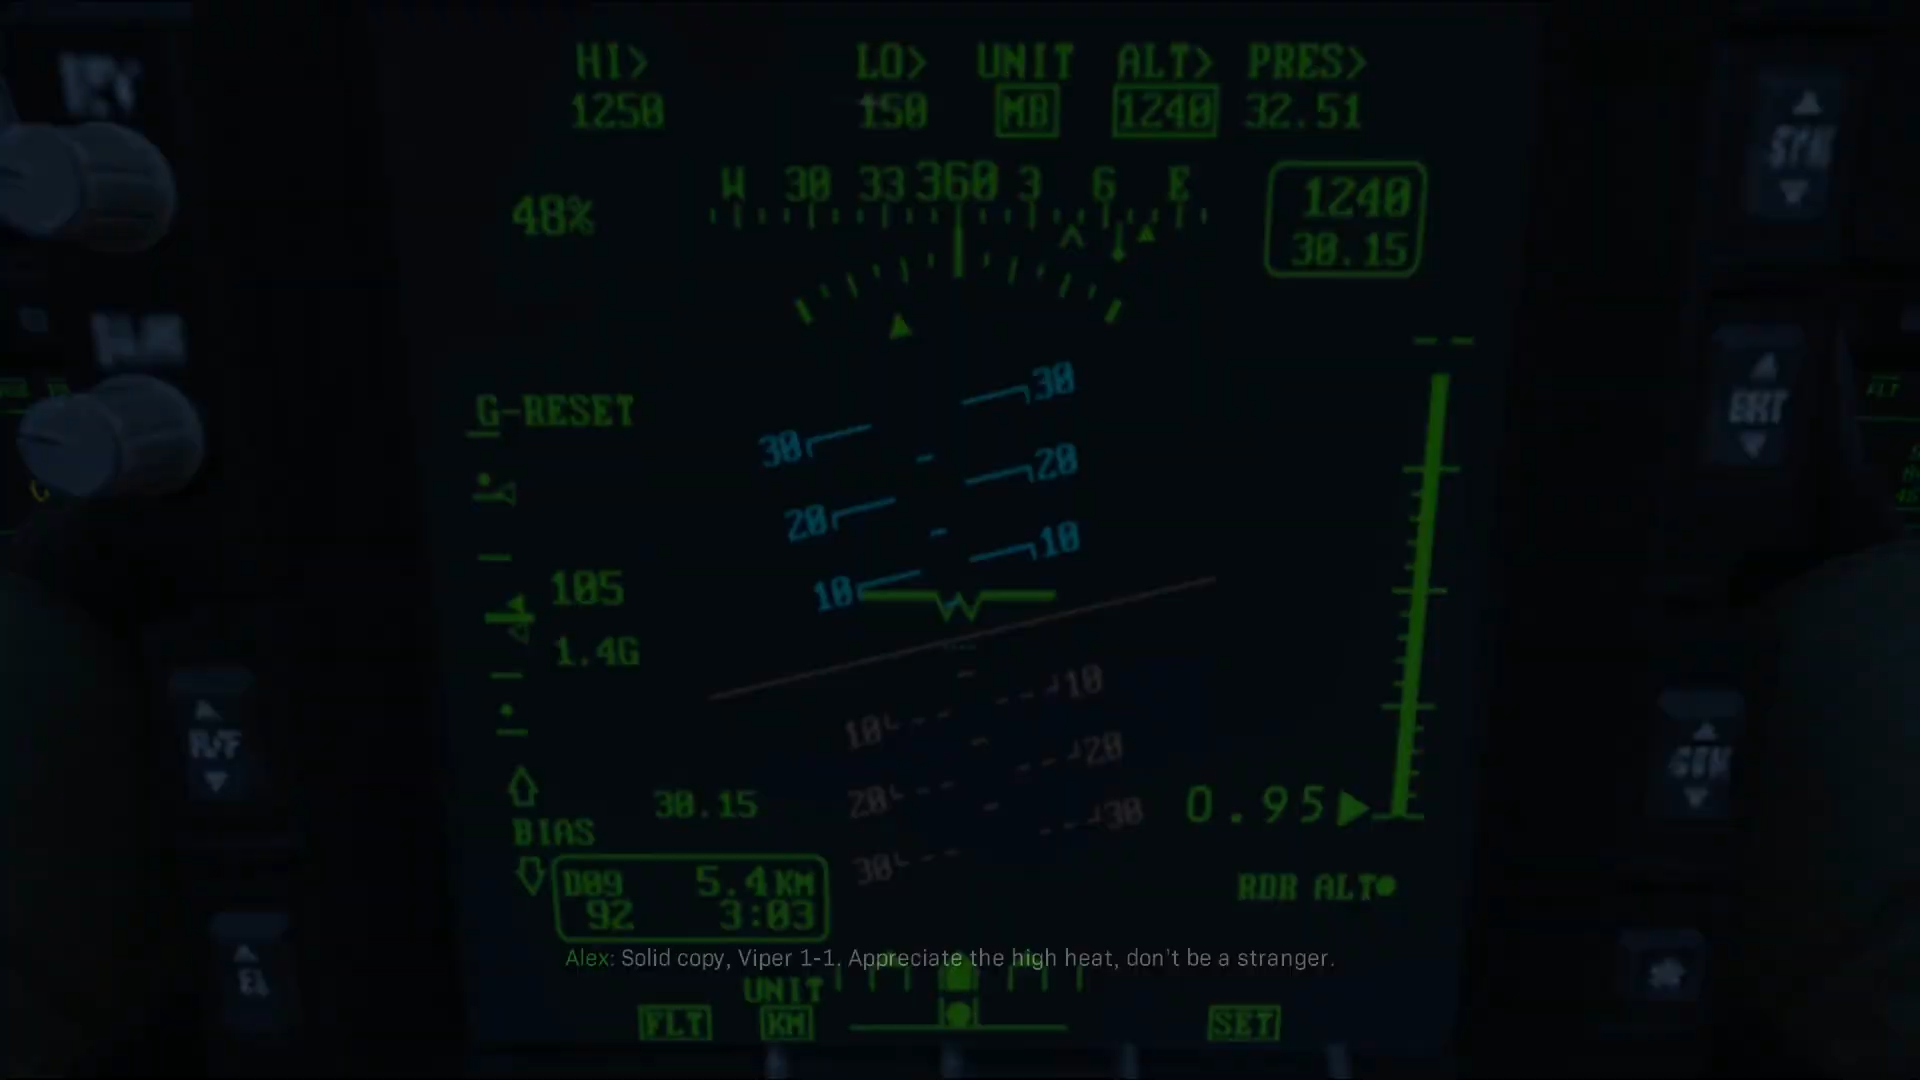 HI> LO> UNIT ALT> PRES>
1250 150 MB 1240 32.51
W 30 33 360 3 6 E
48%
1240
30.15
G-RESET
30 30
20 20
10 10
105
1.4G
10 10
20 20
30 30
30.15
0.95
BIAS
D09 5.4 KM
92 3:03
RDR ALT
Alex: Solid copy, Viper 1-1. Appreciate the high heat, don't be a stranger.
UNIT
FLT KM SET
BRT
FLT